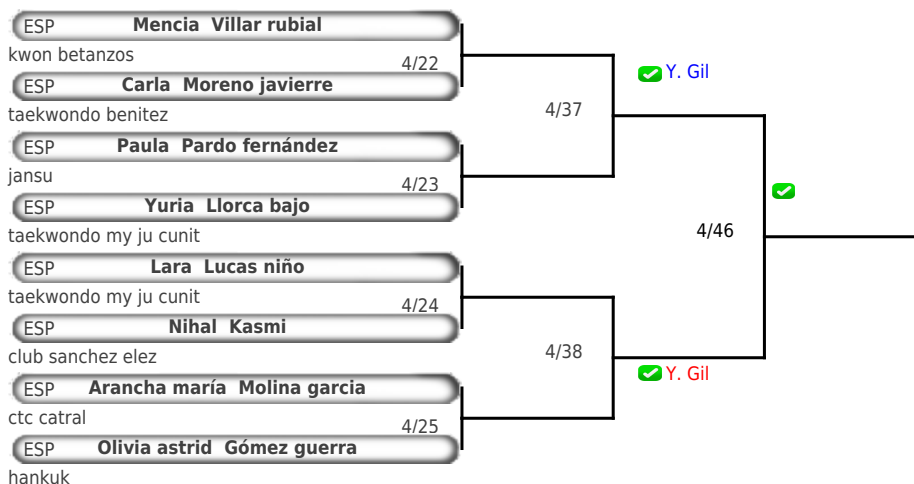 ESP Mencia Villar rubial
kwon betanzos
4/22
ESP Carla Moreno javierre
taekwondo benitez
Y. Gil
4/37
ESP Paula Pardo fernández
jansu
4/23
ESP Yuria Llorca bajo
taekwondo my ju cunit
4/46
ESP Lara Lucas niño
taekwondo my ju cunit
4/24
ESP Nihal Kasmi
club sanchez elez
4/38
Y. Gil
ESP Arancha maría Molina garcia
ctc catral
4/25
ESP Olivia astrid Gómez guerra
hankuk